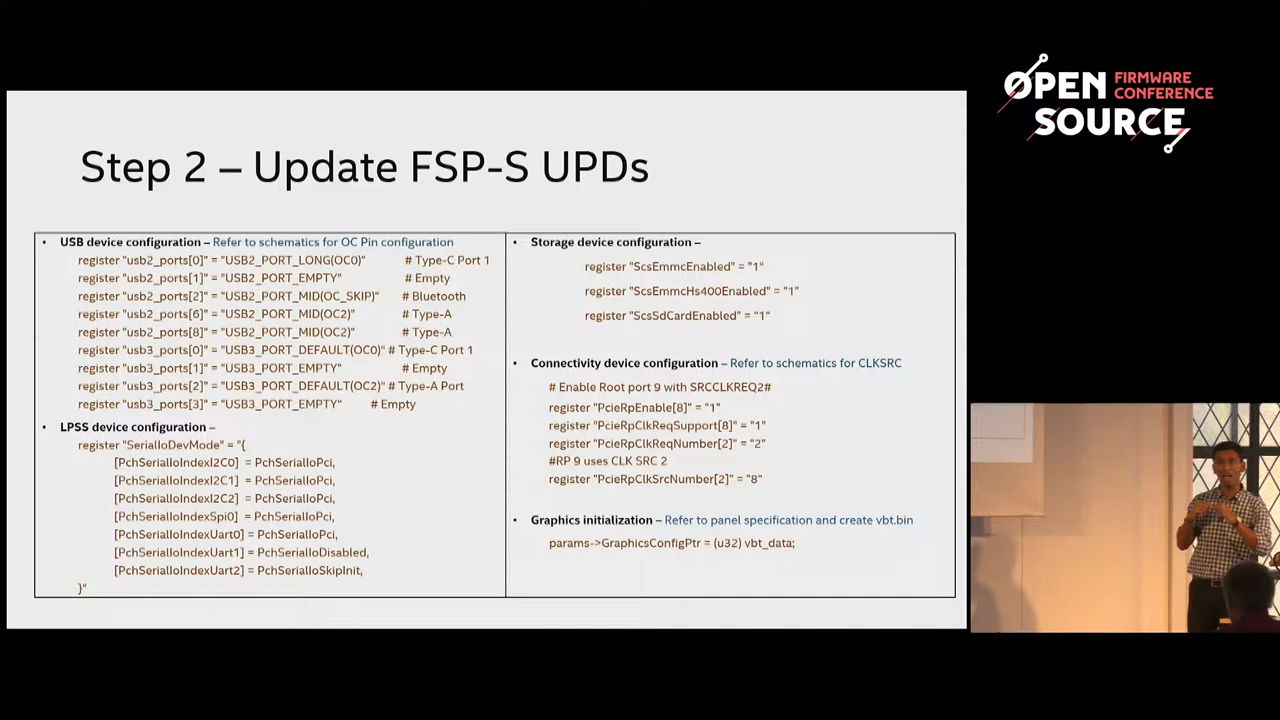 OPEN FIRMWARE
CONFERENCE
SOURCE
Step 2 – Update FSP-S UPDs
• USB device configuration – Refer to schematics for OC Pin configuration
register "usb2_ports[0]" = "USB2_PORT_LONG(OC0)" # Type-C Port 1
register "usb2_ports[1]" = "USB2_PORT_EMPTY" # Empty
register "usb2_ports[2]" = "USB2_PORT_MID(OC_SKIP)" # Bluetooth
register "usb2_ports[6]" = "USB2_PORT_MID(OC2)" # Type-A
register "usb2_ports[8]" = "USB2_PORT_MID(OC2)" # Type-A
register "usb3_ports[0]" = "USB3_PORT_DEFAULT(OC0)" # Type-C Port 1
register "usb3_ports[1]" = "USB3_PORT_EMPTY" # Empty
register "usb3_ports[2]" = "USB3_PORT_DEFAULT(OC2)" # Type-A Port
register "usb3_ports[3]" = "USB3_PORT_EMPTY" # Empty
• LPSS device configuration –
register "SerialIoDevMode" = "{
[PchSerialIoIndexI2C0] = PchSerialIoPci,
[PchSerialIoIndexI2C1] = PchSerialIoPci,
[PchSerialIoIndexI2C2] = PchSerialIoPci,
[PchSerialIoIndexSpi0] = PchSerialIoPci,
[PchSerialIoIndexUart0] = PchSerialIoPci,
[PchSerialIoIndexUart1] = PchSerialIoDisabled,
[PchSerialIoIndexUart2] = PchSerialIoSkipInit,
}"
• Storage device configuration –
register "ScsEmmcEnabled" = "1"
register "ScsEmmcHs400Enabled" = "1"
register "ScsSdCardEnabled" = "1"
• Connectivity device configuration – Refer to schematics for CLKSRC
# Enable Root port 9 with SRCCLKREQ2#
register "PcieRpEnable[8]" = "1"
register "PcieRpClkReqSupport[8]" = "1"
register "PcieRpClkReqNumber[2]" = "2"
#RP 9 uses CLK SRC 2
register "PcieRpClkSrcNumber[2]" = "8"
• Graphics initialization – Refer to panel specification and create vbt.bin
params->GraphicsConfigPtr = (u32) vbt_data;